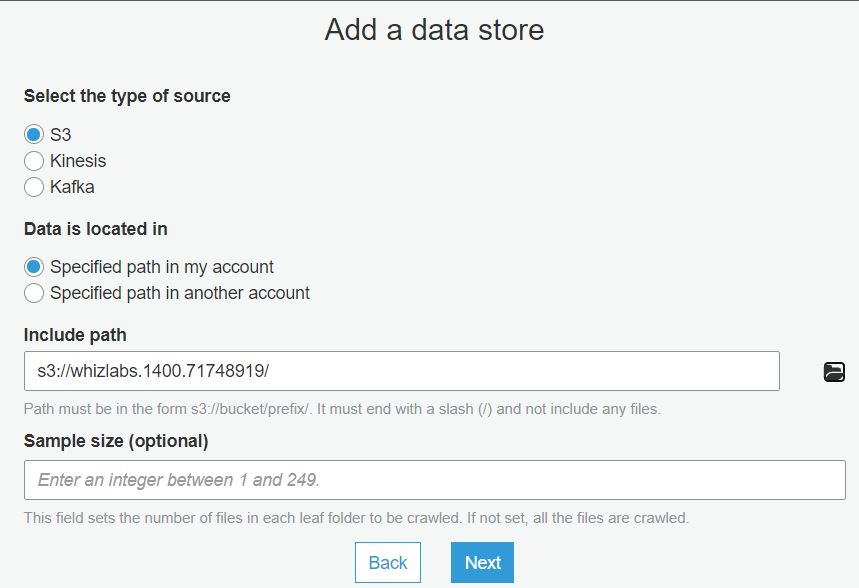 Add a data store
Select the type of source
S3
Kinesis
Kafka
Data is located in
Specified path in my account
Specified path in another account
Include path
s3://whizlabs.1400.71748919/
Path must be in the form s3://bucket/prefix/. It must end with a slash (/) and not include any files.
Sample size (optional)
Enter an integer between 1 and 249.
This field sets the number of files in each leaf folder to be crawled. If not set, all the files are crawled.
Back Next